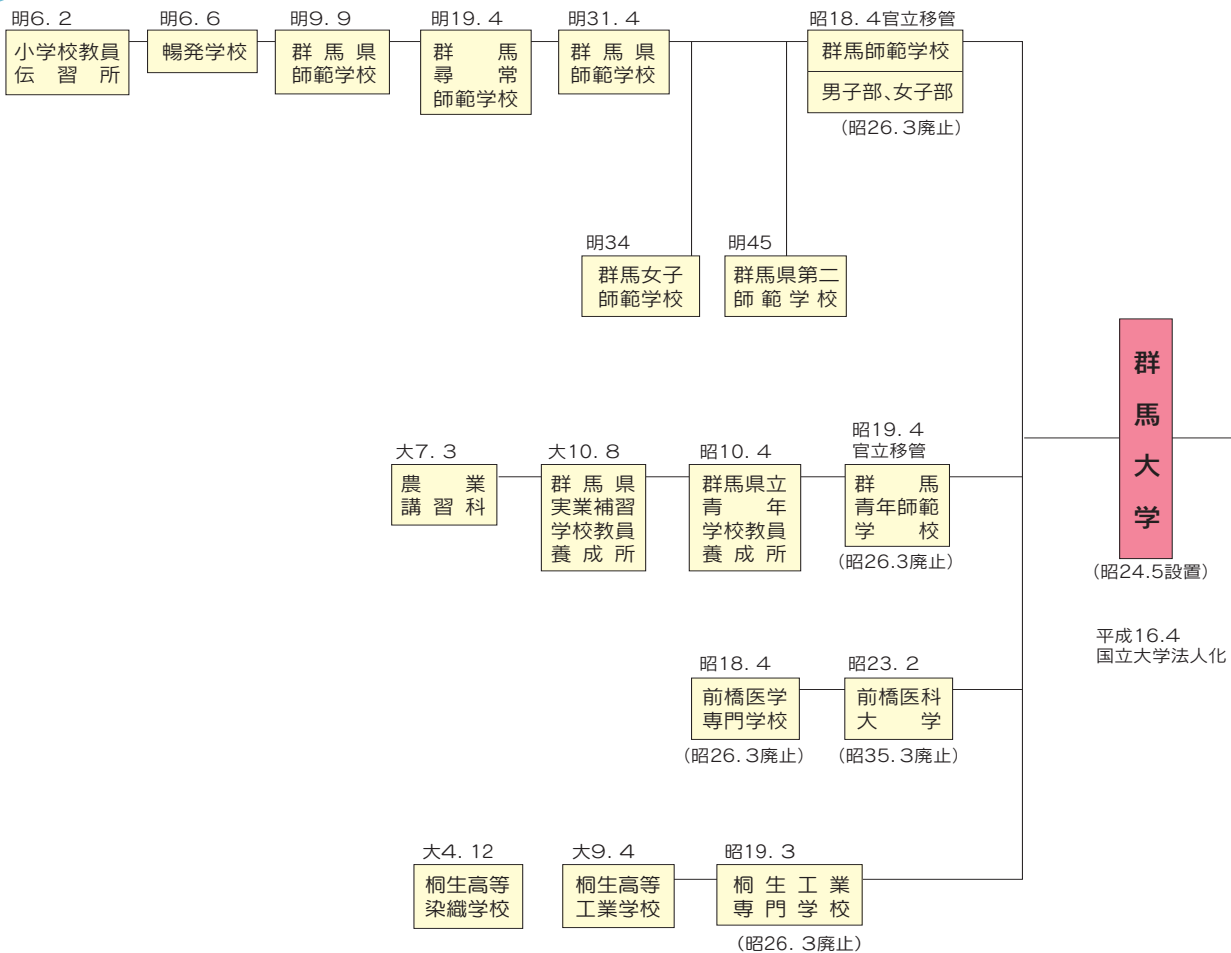 明6. 2
小学校教員
伝習所
明6. 6
暢発学校
明9. 9
群馬県
師範学校
明19. 4
群馬
尋常
師範学校
明31. 4
群馬県
師範学校
昭18. 4官立移管
群馬師範学校
男子部、女子部
(昭26. 3廃止)
明34
群馬女子
師範学校
明45
群馬県第二
師範学校
大7. 3
農業
講習科
大10. 8
群馬県
実業補習
学校教員
養成所
昭10. 4
群馬県立
青年
学校教員
養成所
昭19. 4
官立移管
群馬
青年師範
学校
(昭26.3廃止)
昭18. 4
前橋医学
専門学校
(昭26. 3廃止)
昭23. 2
前橋医科
大学
(昭35. 3廃止)
大4. 12
桐生高等
染織学校
大9. 4
桐生高等
工業学校
昭19. 3
桐生工業
専門学校
(昭26. 3廃止)
群馬大学
(昭24.5設置)
平成16.4
国立大学法人化